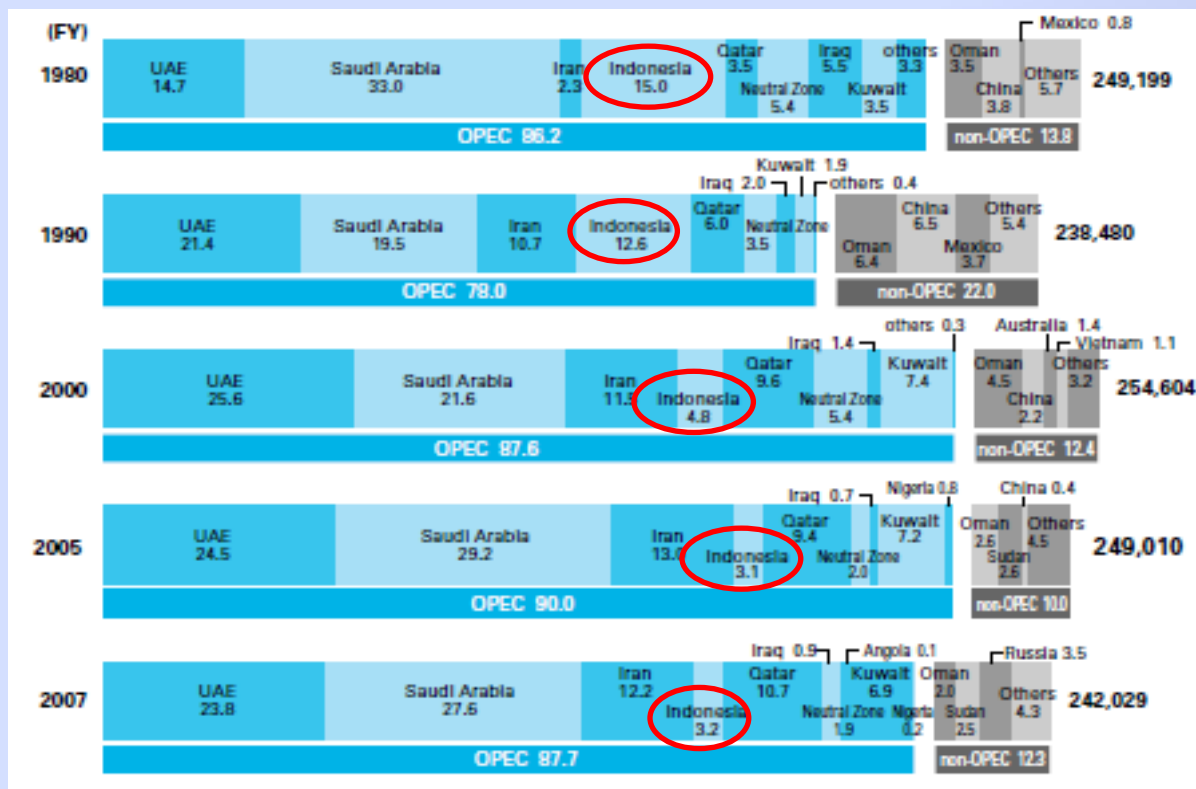 (FY)
1980
UAE
14.7
Saudi Arabia
33.0
Iran
2.3
Indonesia
15.0
Qatar
3.5
Neutral Zone
5.4
Iraq
5.5
Kuwait
3.5
others
3.3
Oman
3.5
China
3.8
Mexico 0.8
Others
5.7
249,199
OPEC 86.2
non-OPEC 13.8
1990
UAE
21.4
Saudi Arabia
19.5
Iran
10.7
Indonesia
12.6
Qatar
6.0
Neutral Zone
3.5
Iraq 2.0
Kuwait 1.9
others 0.4
Oman
6.4
China
6.5
Mexico
3.7
Others
5.4
238,480
OPEC 78.0
non-OPEC 22.0
2000
UAE
25.6
Saudi Arabia
21.6
Iran
11.5
Indonesia
4.8
Qatar
9.6
Neutral Zone
5.4
Iraq 1.4
Kuwait
7.4
others 0.3
Oman
4.5
China
2.2
Australia 1.4
Vietnam 1.1
Others
3.2
254,604
OPEC 87.6
non-OPEC 12.4
2005
UAE
24.5
Saudi Arabia
29.2
Iran
13.0
Indonesia
3.1
Qatar
9.4
Neutral Zone
2.0
Iraq 0.7
Kuwait
7.2
Nigeria 0.8
Oman
2.6
Sudan
2.6
China 0.4
Others
4.5
249,010
OPEC 90.0
non-OPEC 10.0
2007
UAE
23.8
Saudi Arabia
27.6
Iran
12.2
Indonesia
3.2
Qatar
10.7
Neutral Zone
1.9
Iraq 0.9
Angola 0.1
Kuwait
6.9
Nigeria
0.2
Oman
2.0
Sudan
2.5
Russia 3.5
Others
4.3
242,029
OPEC 87.7
non-OPEC 12.3